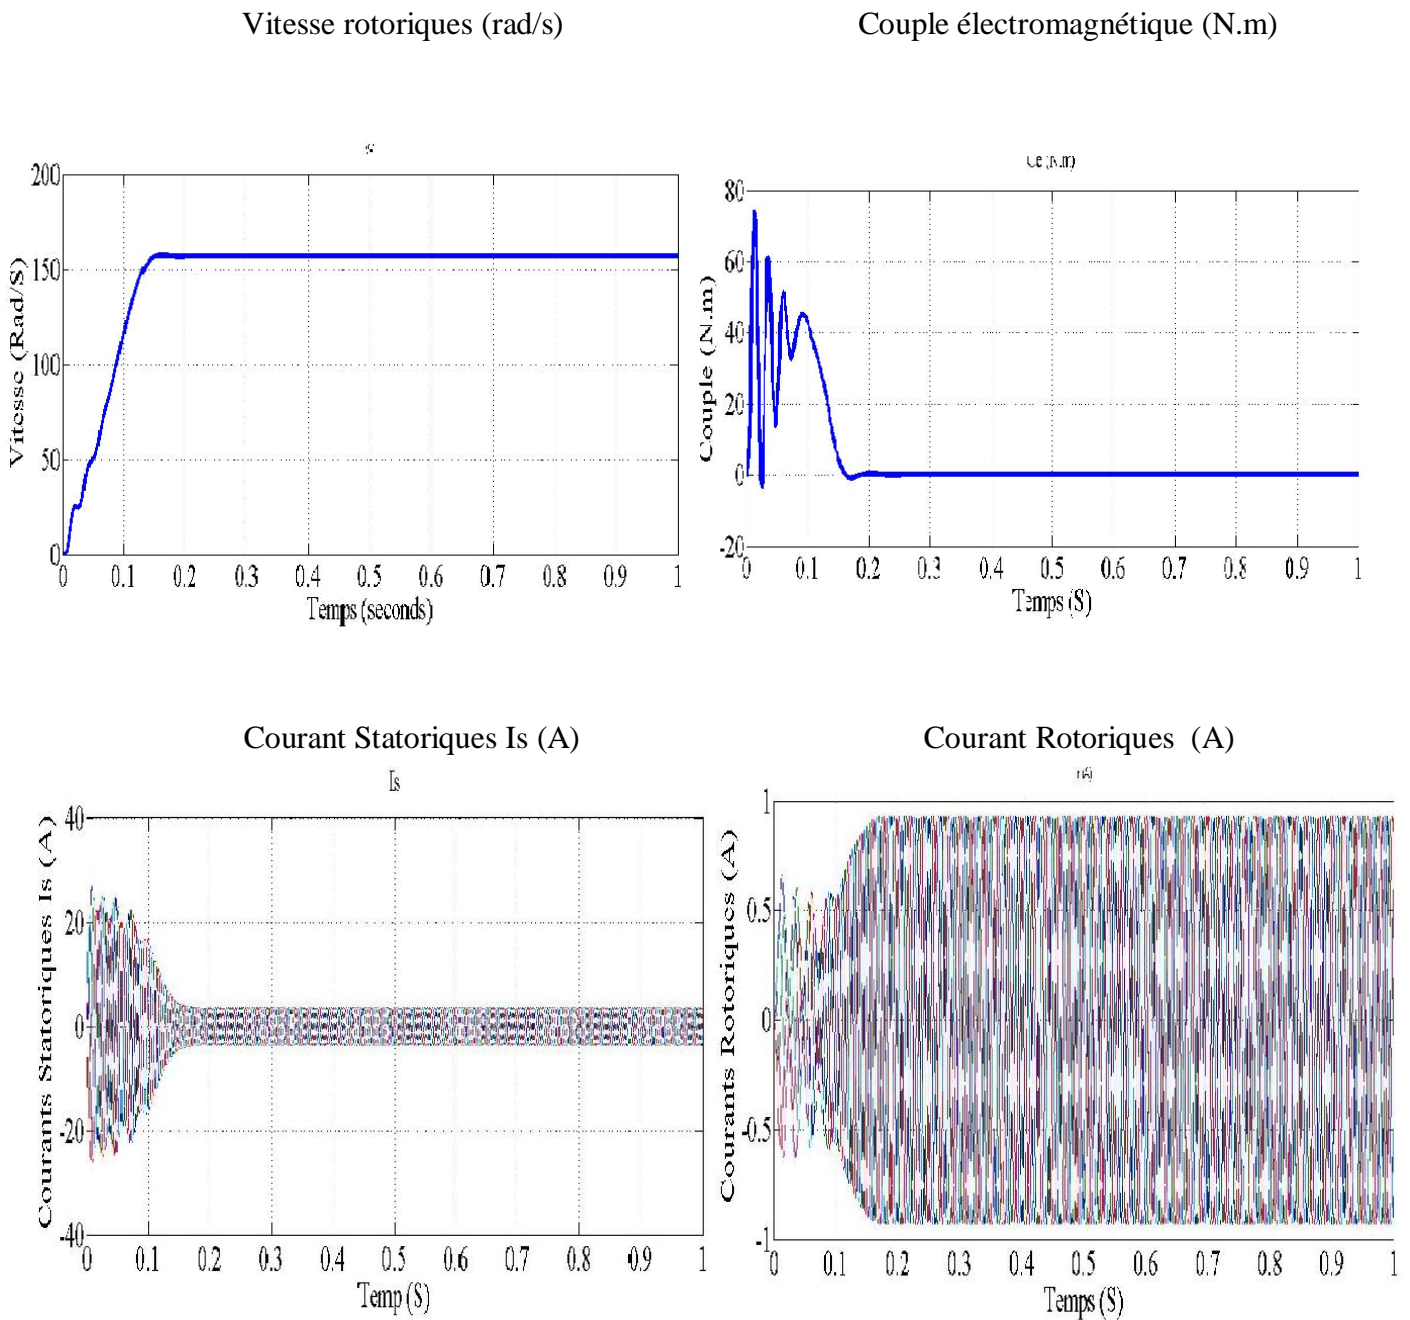 Vitesse rotoriques (rad/s)
Couple électromagnétique (N.m)
200
150
100
50
0
Vitesse (Rad/S)
0 0.1 0.2 0.3 0.4 0.5 0.6 0.7 0.8 0.9 1
Temps (seconds)
Ce (N.m)
80
60
40
20
0
-20
Couple (N.m)
0 0.1 0.2 0.3 0.4 0.5 0.6 0.7 0.8 0.9 1
Temps (S)
Courant Statoriques Is (A)
Courant Rotoriques (A)
Is
40
20
0
-20
-40
Courants Statoriques Is (A)
0 0.1 0.2 0.3 0.4 0.5 0.6 0.7 0.8 0.9 1
Temp (S)
1
0.5
0
-0.5
-1
Courants Rotoriques (A)
0 0.1 0.2 0.3 0.4 0.5 0.6 0.7 0.8 0.9 1
Temps (S)